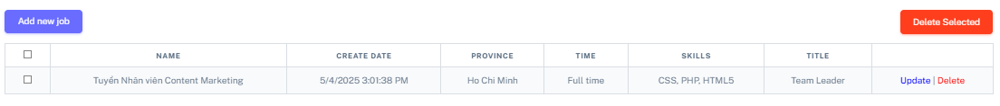 Add new job
Delete Selected
NAME CREATE DATE PROVINCE TIME SKILLS TITLE
Tuyển Nhân viên Content Marketing 5/4/2025 3:01:38 PM Ho Chi Minh Full time CSS, PHP, HTML5 Team Leader Update | Delete